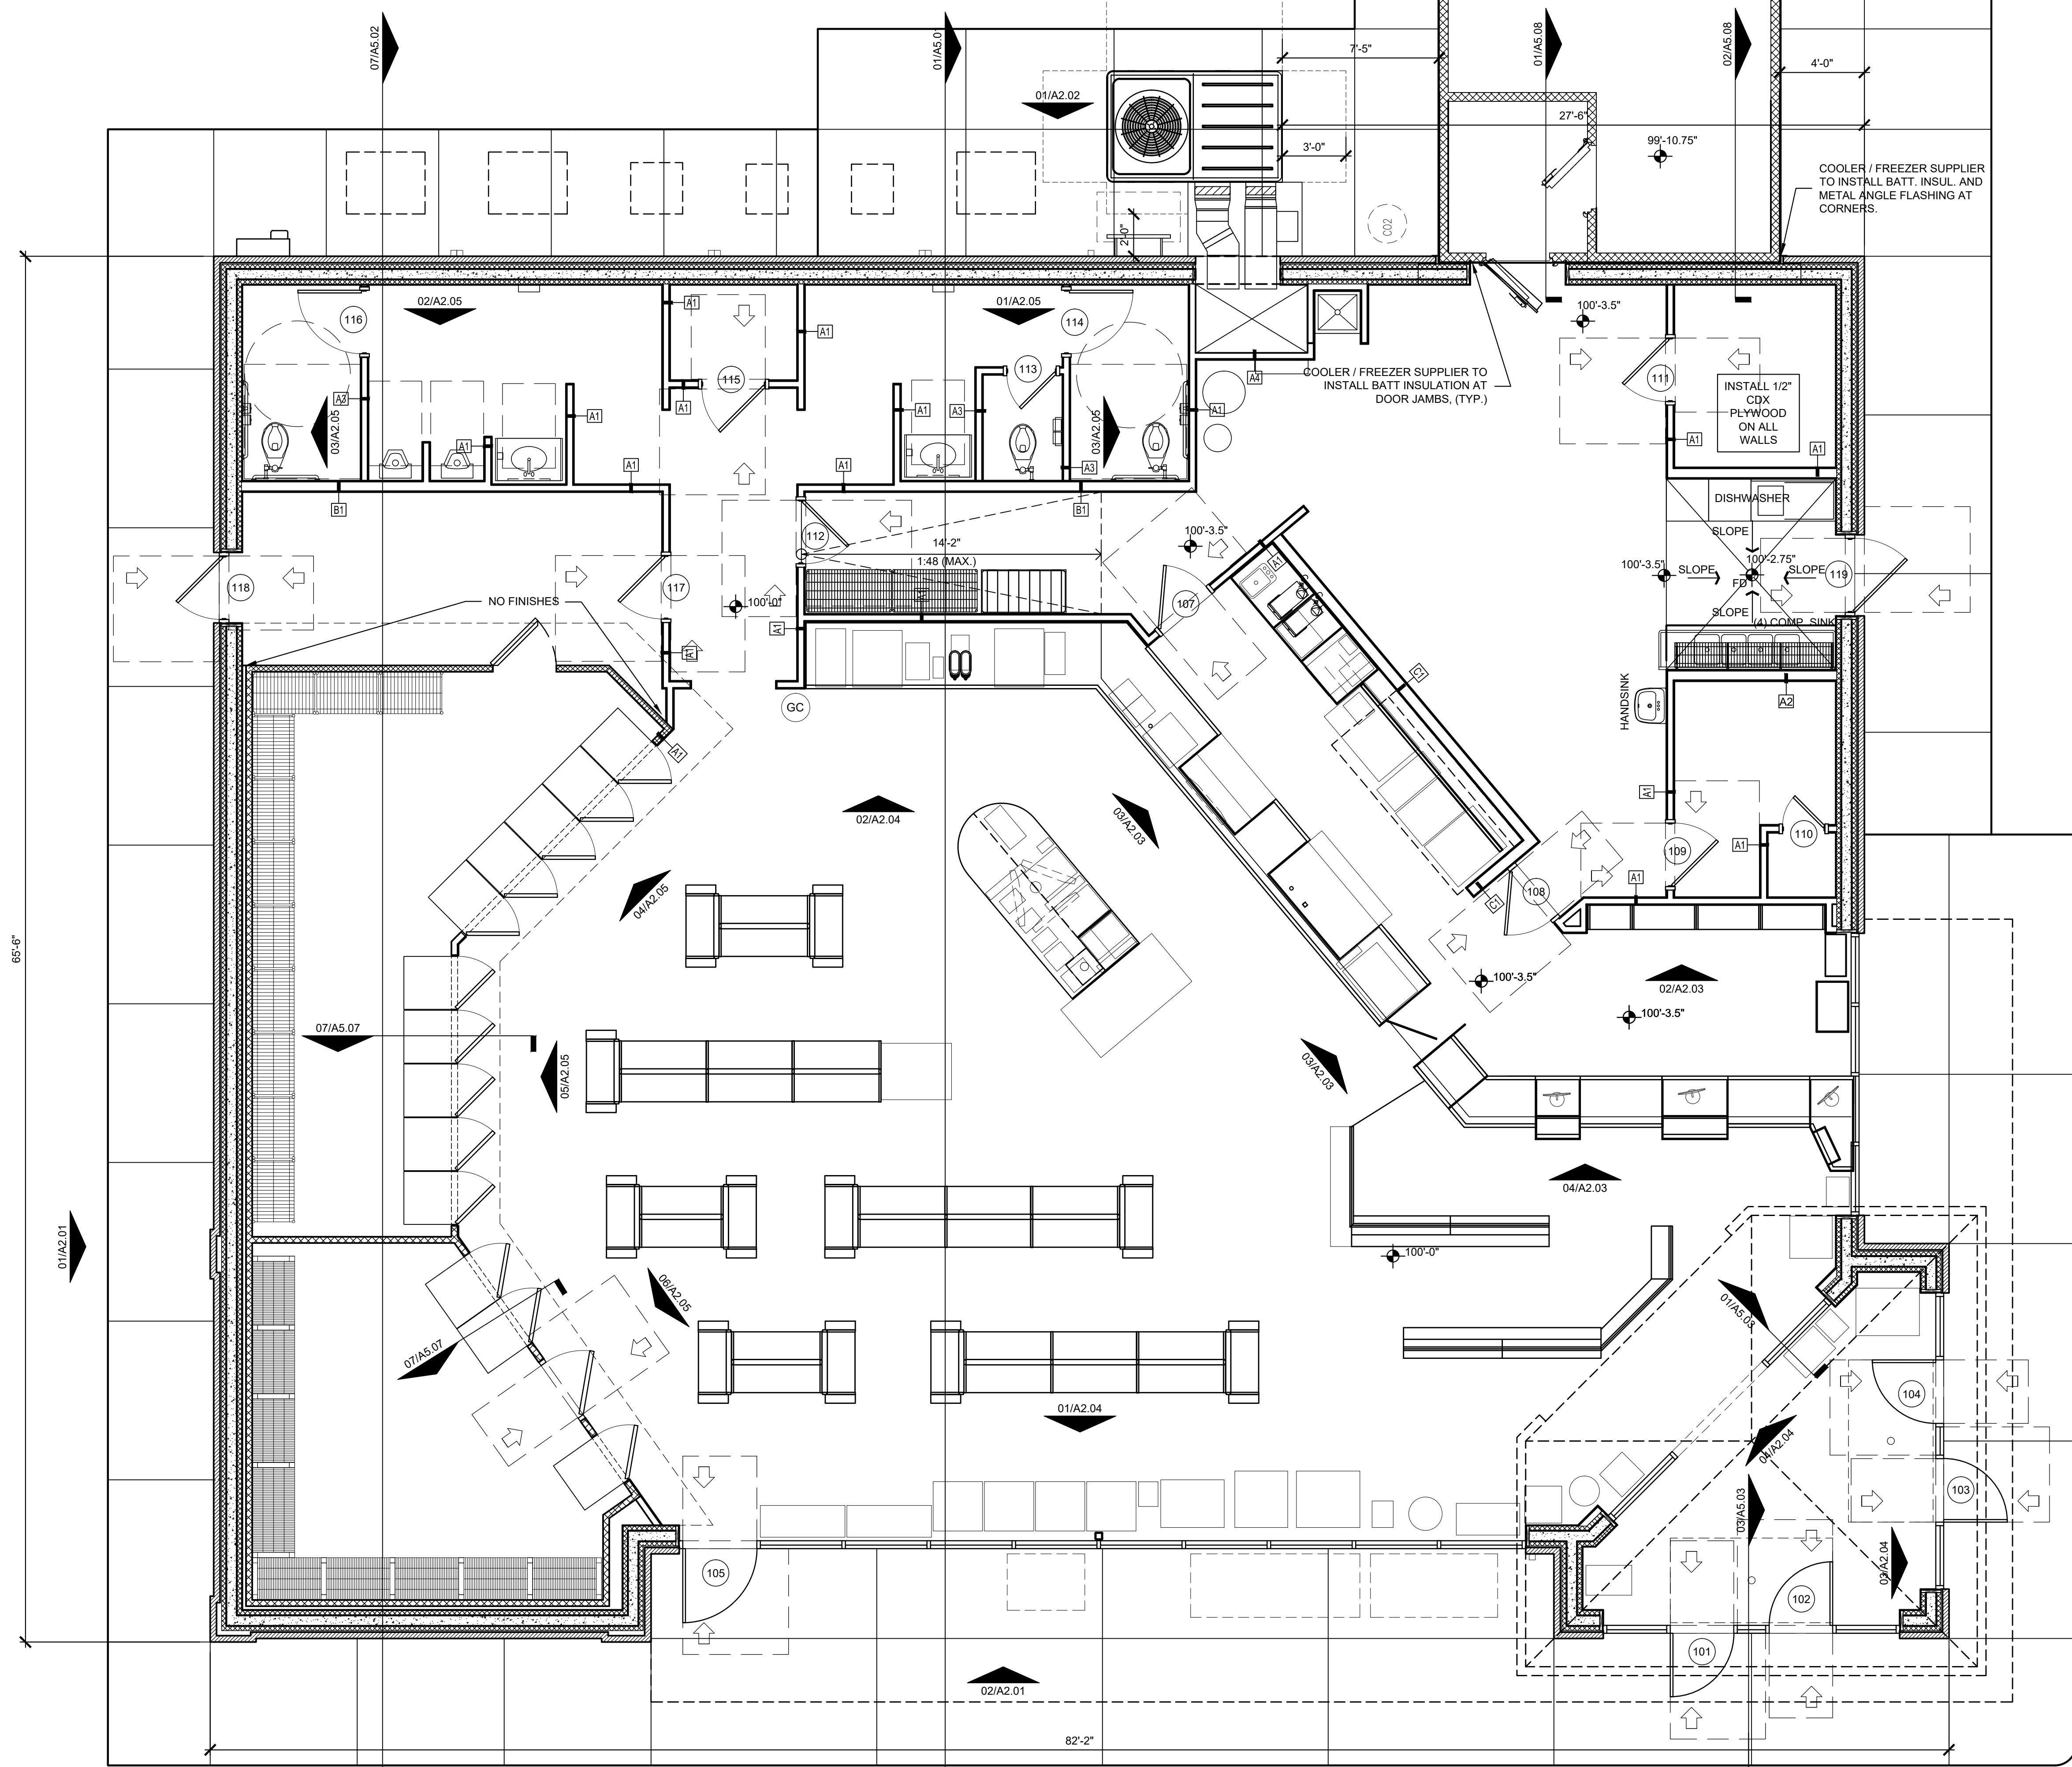 07/A5.02
01/A5.01
01/A5.08
02/A5.08
7'-5"
4'-0"
01/A2.02
27'-6"
3'-0"
99'-10.75"
COOLER / FREEZER SUPPLIER
TO INSTALL BATT. INSUL. AND
METAL ANGLE FLASHING AT
CORNERS.
2'-0"
CO2
02/A2.05
01/A2.05
116
A1
A1
114
100'-3.5"
115
113
111
COOLER / FREEZER SUPPLIER TO
INSTALL BATT INSULATION AT
DOOR JAMBS, (TYP.)
A4
INSTALL 1/2"
CDX
PLYWOOD
ON ALL
WALLS
A3
03/A2.05
A1
A1
A1
A1
A3
03/A2.05
A1
A1
A1
A1
A1
A3
B1
B1
DISHWASHER
SLOPE
112
14'-2"
1:48 (MAX.)
100'-3.5"
A1
100'-3.5"
SLOPE
100'-2.75"
FD
SLOPE
119
118
117
NO FINISHES
100'-0"
A1
107
SLOPE
(4) COMP. SINK
A1
A1
C1
HANDSINK
A2
GC
A1
65'-6"
02/A2.04
03/A2.03
A1
110
A1
109
04/A2.05
A1
108
C1
100'-3.5"
02/A2.03
100'-3.5"
07/A5.07
05/A2.05
03/A2.03
04/A2.03
01/A2.01
100'-0"
06/A2.05
01/A5.03
07/A5.07
104
01/A2.04
04/A2.04
103
03/A5.03
03/A2.04
105
102
101
02/A2.01
82'-2"